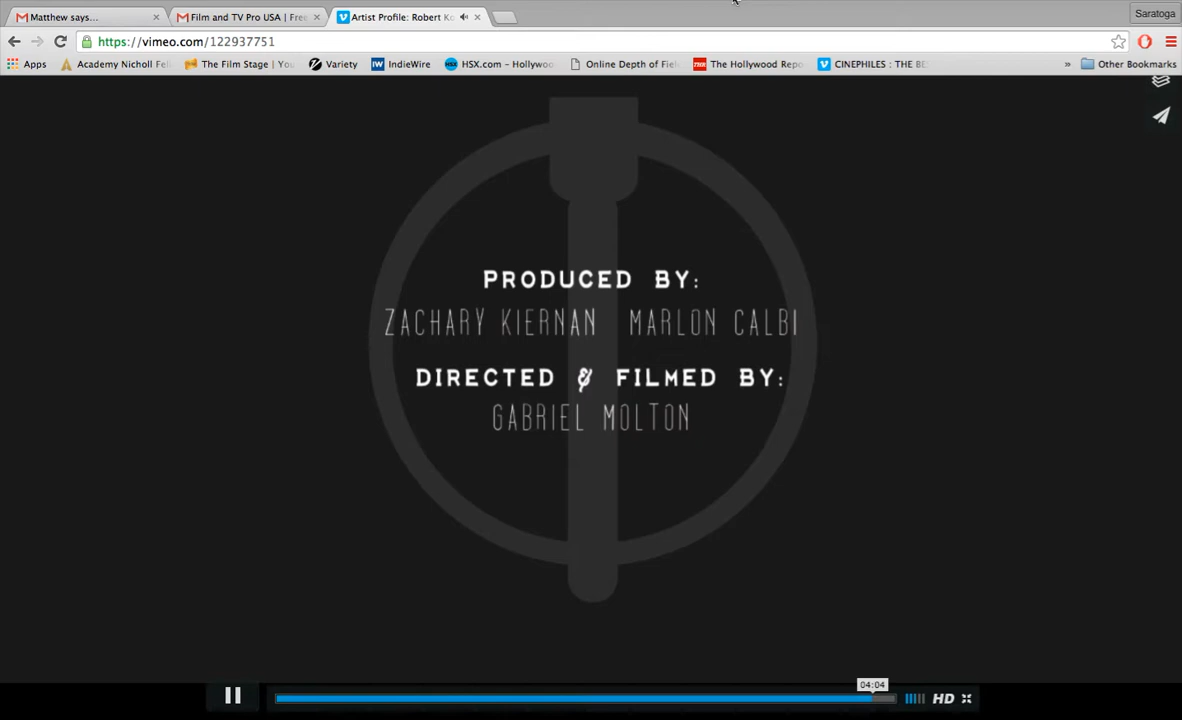 Matthew says...
Film and TV Pro USA | Free
Artist Profile: Robert Ko
Saratoga
https://vimeo.com/122937751
Apps
Academy Nicholl Fel
The Film Stage | You
Variety
IndieWire
HSX.com - Hollywoo
Online Depth of Fiel
THR The Hollywood Repo
CINEPHILES : THE BE
»
Other Bookmarks
PRODUCED BY:
ZACHARY KIERNAN MARLON CALBI
DIRECTED & FILMED BY:
GABRIEL MOLTON
04:04
HD